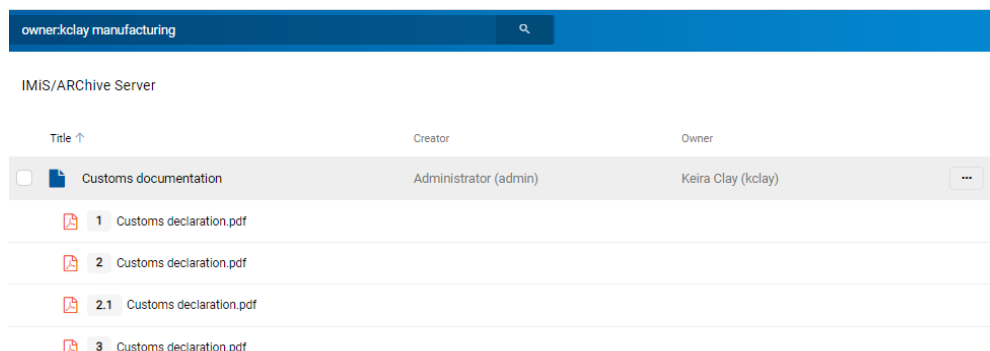 owner:kclay manufacturing
IMiS/ARChive Server
Title ↑ Creator Owner
Customs documentation Administrator (admin) Keira Clay (kclay) ···
1 Customs declaration.pdf
2 Customs declaration.pdf
2.1 Customs declaration.pdf
3 Customs declaration.pdf